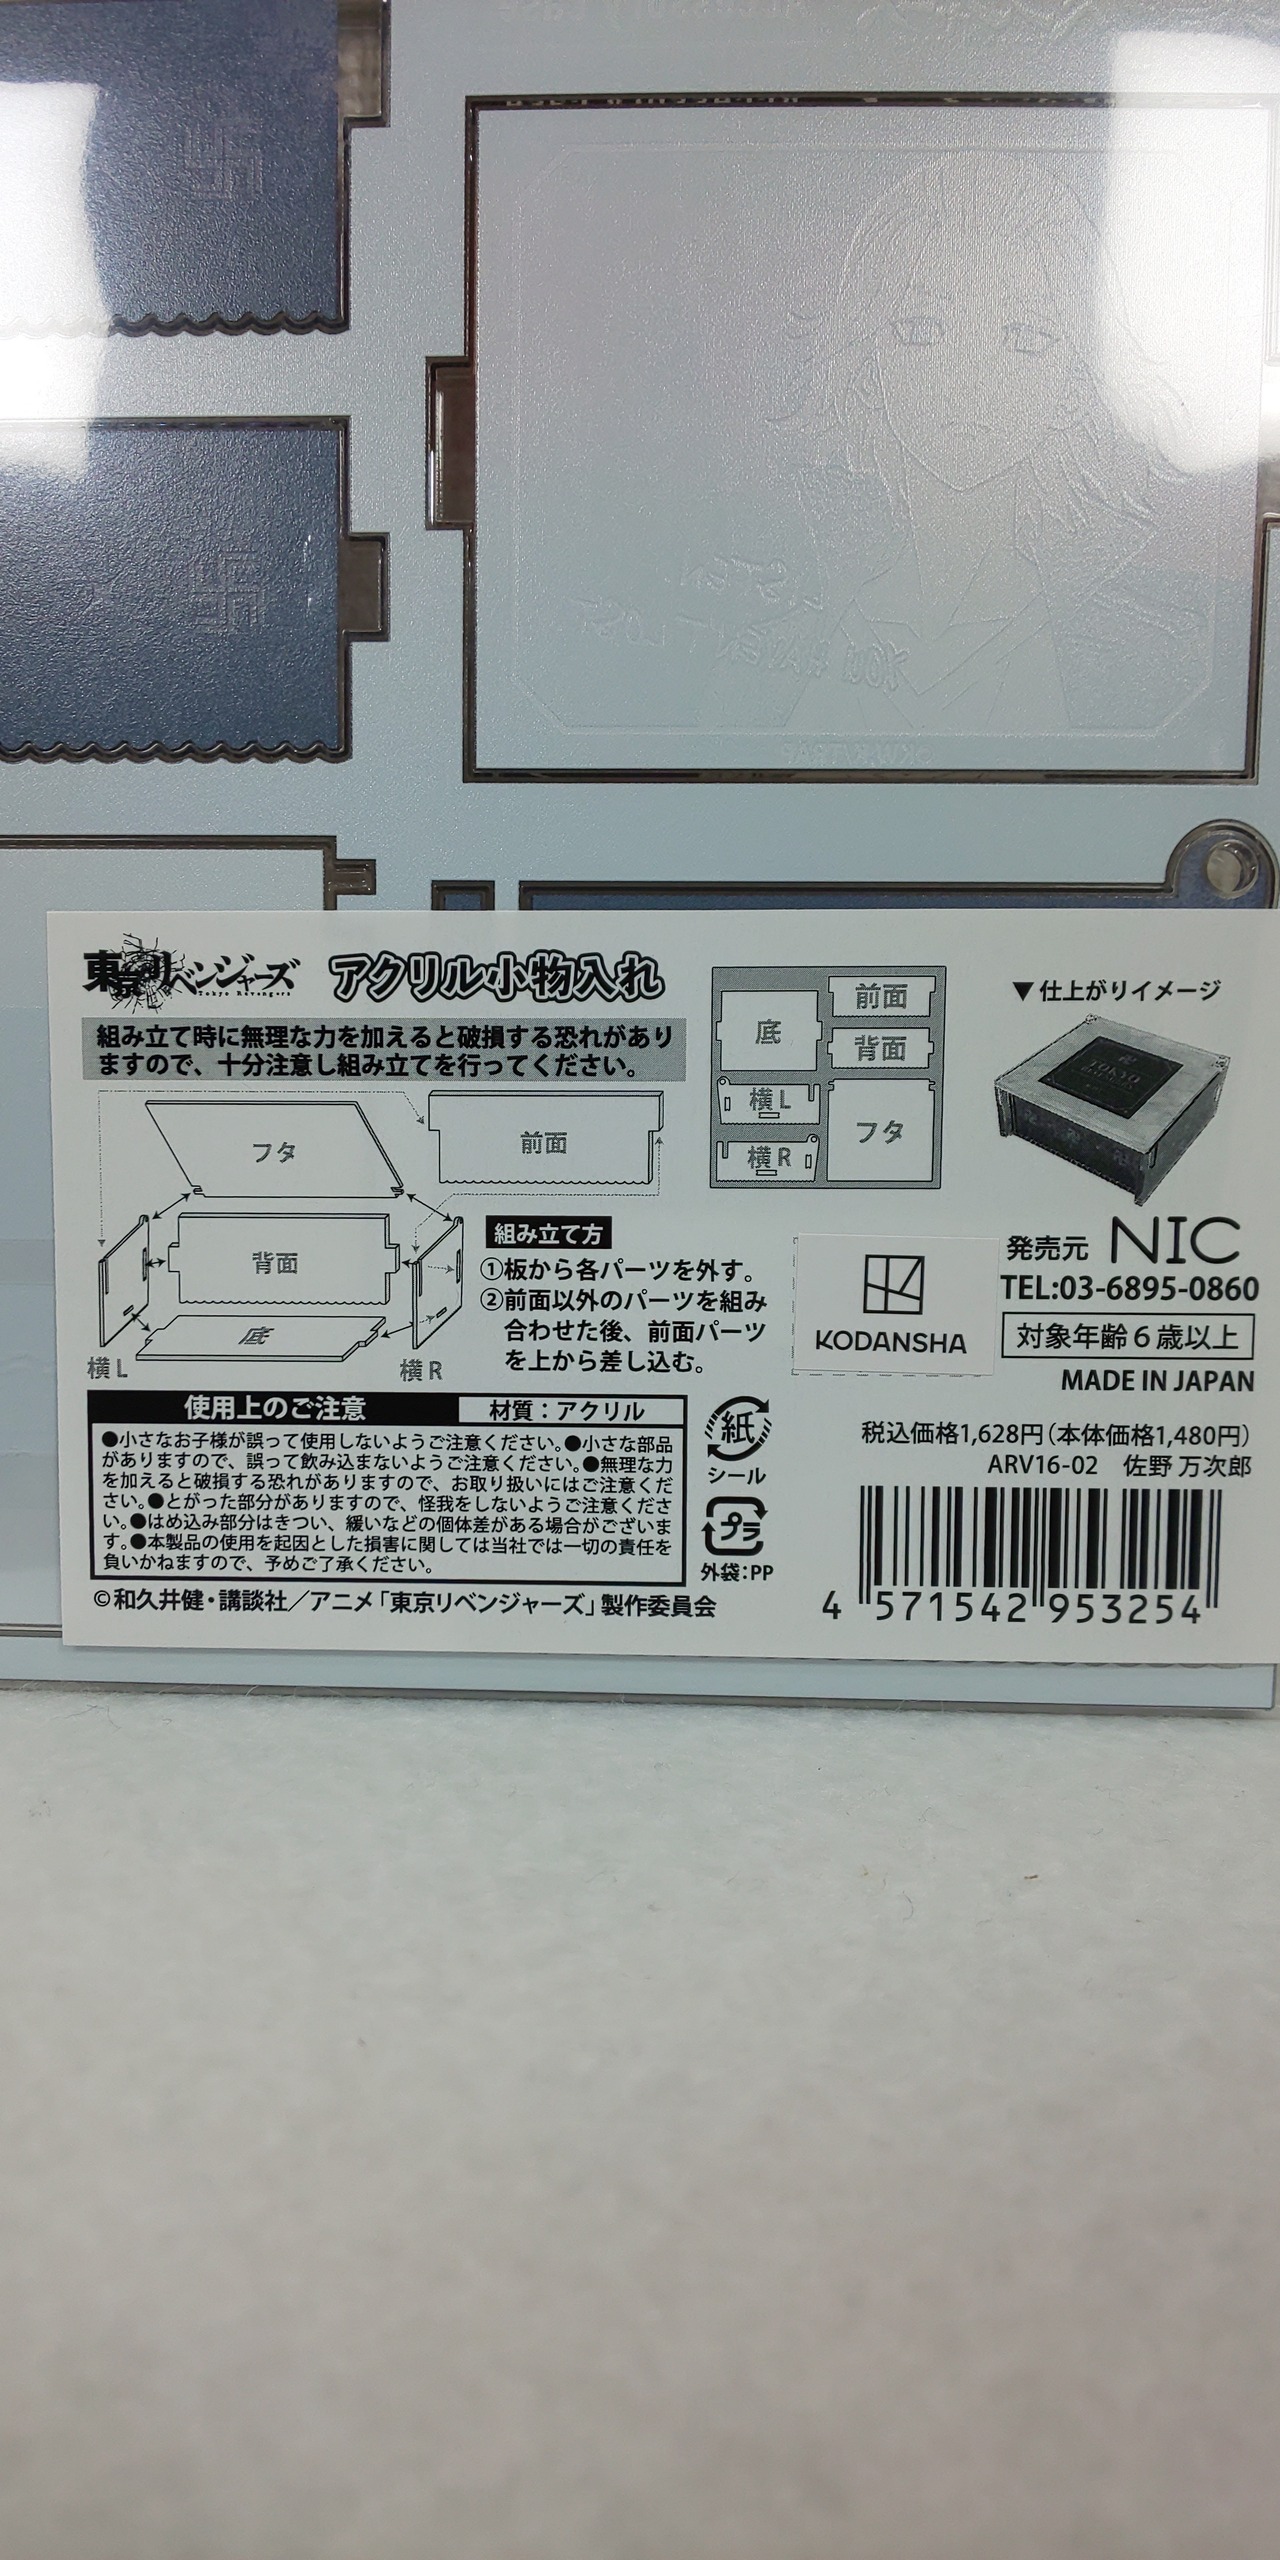 東京リベンジャーズ
Tokyo Revengers
アクリル小物入れ
組み立て時に無理な力を加えると破損する恐れがあり
ますので、十分注意し組み立てを行ってください。
フタ
前面
背面
底
横L
横R
組み立て方
①板から各パーツを外す。
②前面以外のパーツを組み
合わせた後、前面パーツ
を上から差し込む。
底
前面
背面
横L
横R
フタ
▼仕上がりイメージ
TOKYO
KODANSHA
発売元 NIC
TEL:03-6895-0860
対象年齢6歳以上
MADE IN JAPAN
使用上のご注意
材質：アクリル
●小さなお子様が誤って使用しないようご注意ください。●小さな部品
がありますので、誤って飲み込まないようご注意ください。●無理な力
を加えると破損する恐れがありますので、お取り扱いにはご注意くだ
さい。●とがった部分がありますので、怪我をしないようご注意くださ
い。●はめ込み部分はきつい、緩いなどの個体差がある場合がございま
す。●本製品の使用を起因とした損害に関しては当社では一切の責任を
負いかねますので、予めご了承ください。
紙
シール
プラ
外袋：PP
税込価格1,628円（本体価格1,480円）
ARV16-02 佐野 万次郎
4 571542 953254
©和久井健・講談社／アニメ「東京リベンジャーズ」製作委員会